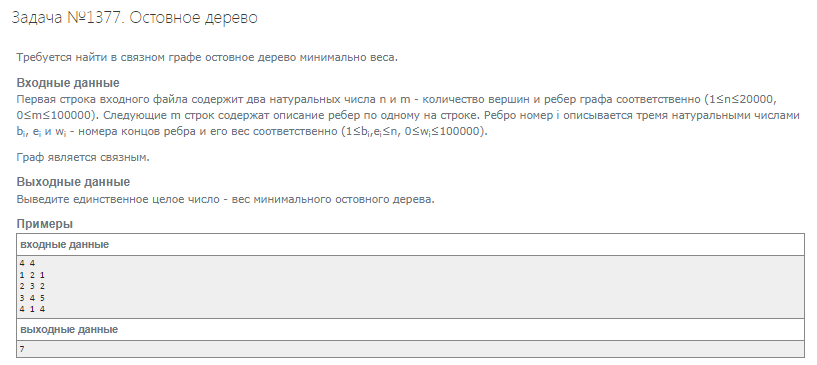 Задача №1377. Остовное дерево
Требуется найти в связном графе остовное дерево минимально веса.
Входные данные
Первая строка входного файла содержит два натуральных числа n и m - количество вершин и ребер графа соответственно (1≤n≤20000,
0≤m≤100000). Следующие m строк содержат описание ребер по одному на строке. Ребро номер i описывается тремя натуральными числами
bi, ei и wi - номера концов ребра и его вес соответственно (1≤bi,ei≤n, 0≤wi≤100000).
Граф является связным.
Выходные данные
Выведите единственное целое число - вес минимального остовного дерева.
Примеры
входные данные
4 4
1 2 1
2 3 2
3 4 5
4 1 4
выходные данные
7